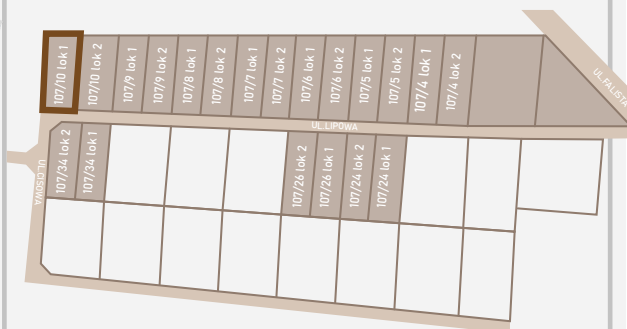 107/10 lok 1
107/10 lok 2
107/9 lok 1
107/9 lok 2
107/8 lok 1
107/8 lok 2
107/7 lok 1
107/7 lok 2
107/6 lok 1
107/6 lok 2
107/5 lok 1
107/5 lok 2
107/4 lok 1
107/4 lok 2
UL.FALISTA
UL.LIPOWA
107/34 lok 2
107/34 lok 1
107/26 lok 2
107/26 lok 1
107/24 lok 2
107/24 lok 1
UL.CISOWA